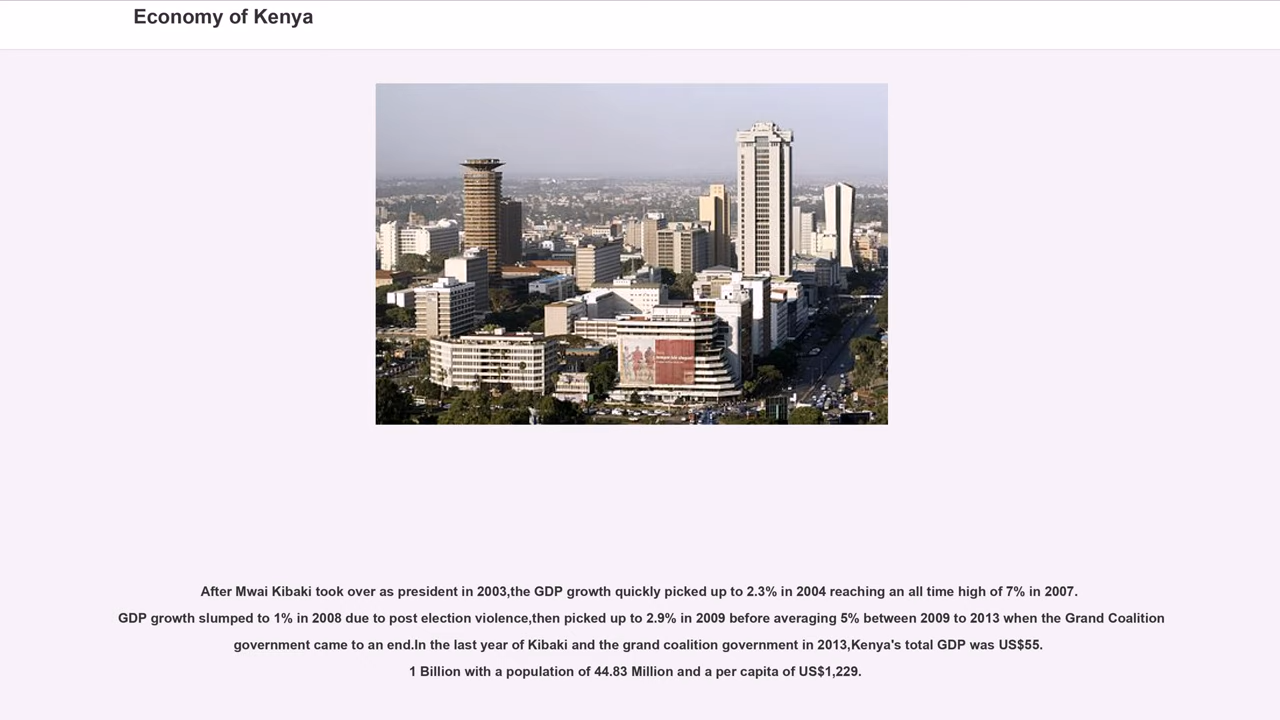 Economy of Kenya
After Mwai Kibaki took over as president in 2003,the GDP growth quickly picked up to 2.3% in 2004 reaching an all time high of 7% in 2007.
GDP growth slumped to 1% in 2008 due to post election violence,then picked up to 2.9% in 2009 before averaging 5% between 2009 to 2013 when the Grand Coalition
government came to an end.In the last year of Kibaki and the grand coalition government in 2013,Kenya's total GDP was US$55.
1 Billion with a population of 44.83 Million and a per capita of US$1,229.